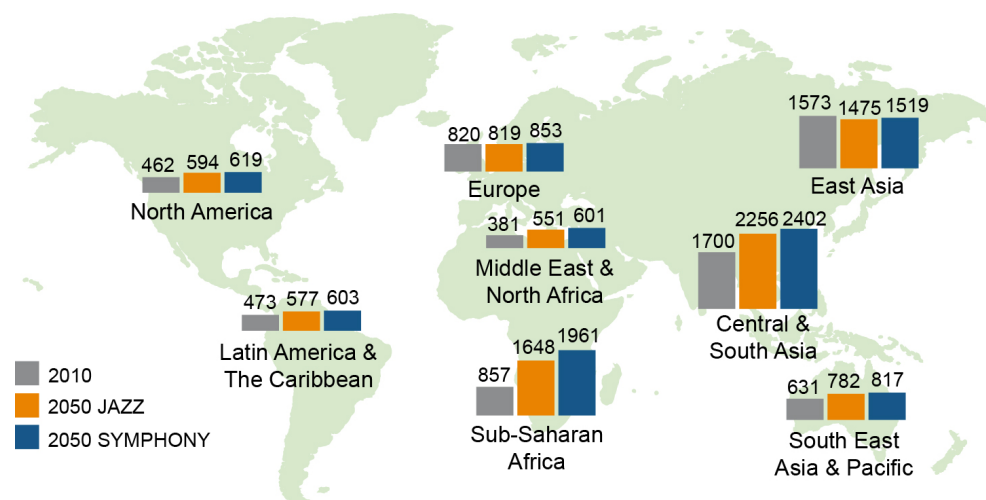 462 594 619
North America
820 819 853
Europe
1573 1475 1519
East Asia
381 551 601
Middle East &
North Africa
1700 2256 2402
Central &
South Asia
473 577 603
Latin America &
The Caribbean
857 1648 1961
Sub-Saharan
Africa
631 782 817
South East
Asia & Pacific
2010
2050 JAZZ
2050 SYMPHONY